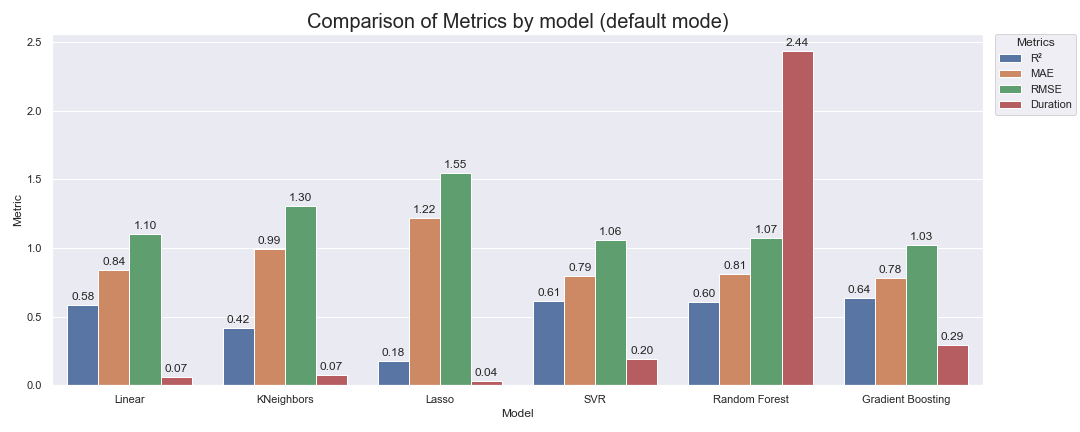 Comparison of Metrics by model (default mode)
Metrics
R²
MAE
RMSE
Duration
Metric
2.5
2.0
1.5
1.0
0.5
0.0
0.58
0.84
1.10
0.07
0.42
0.99
1.30
0.07
0.18
1.22
1.55
0.04
0.61
0.79
1.06
0.20
0.60
0.81
1.07
2.44
0.64
0.78
1.03
0.29
Linear
KNeighbors
Lasso
SVR
Random Forest
Gradient Boosting
Model